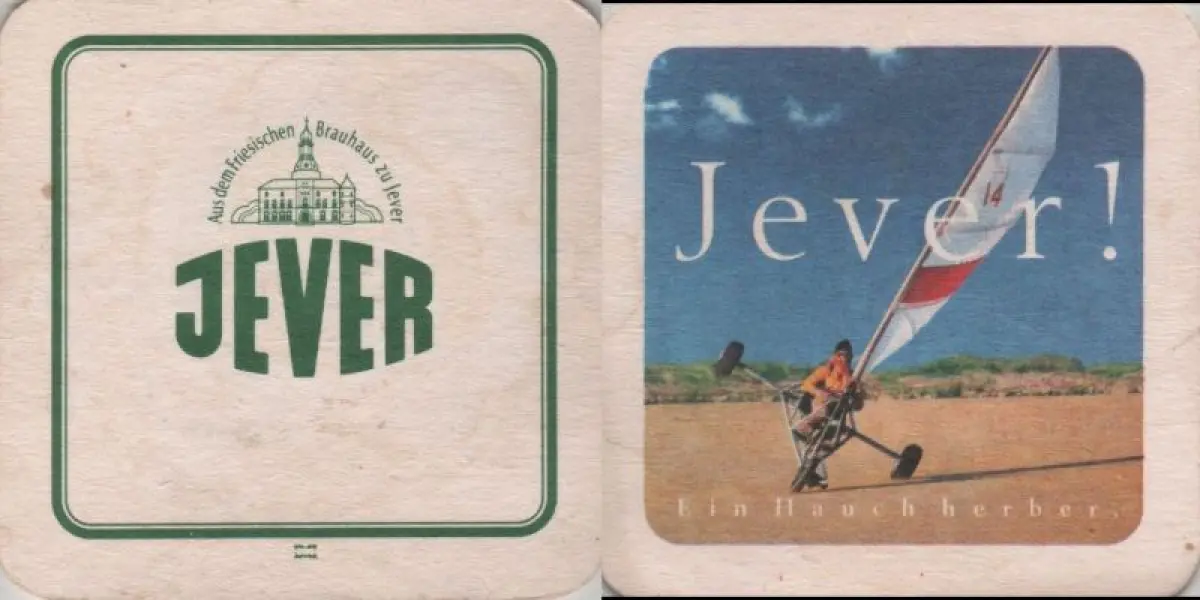 Aus dem Friesischen Brauhaus zu Jever
JEVER
Jever!
14
Ein Hauch herber.